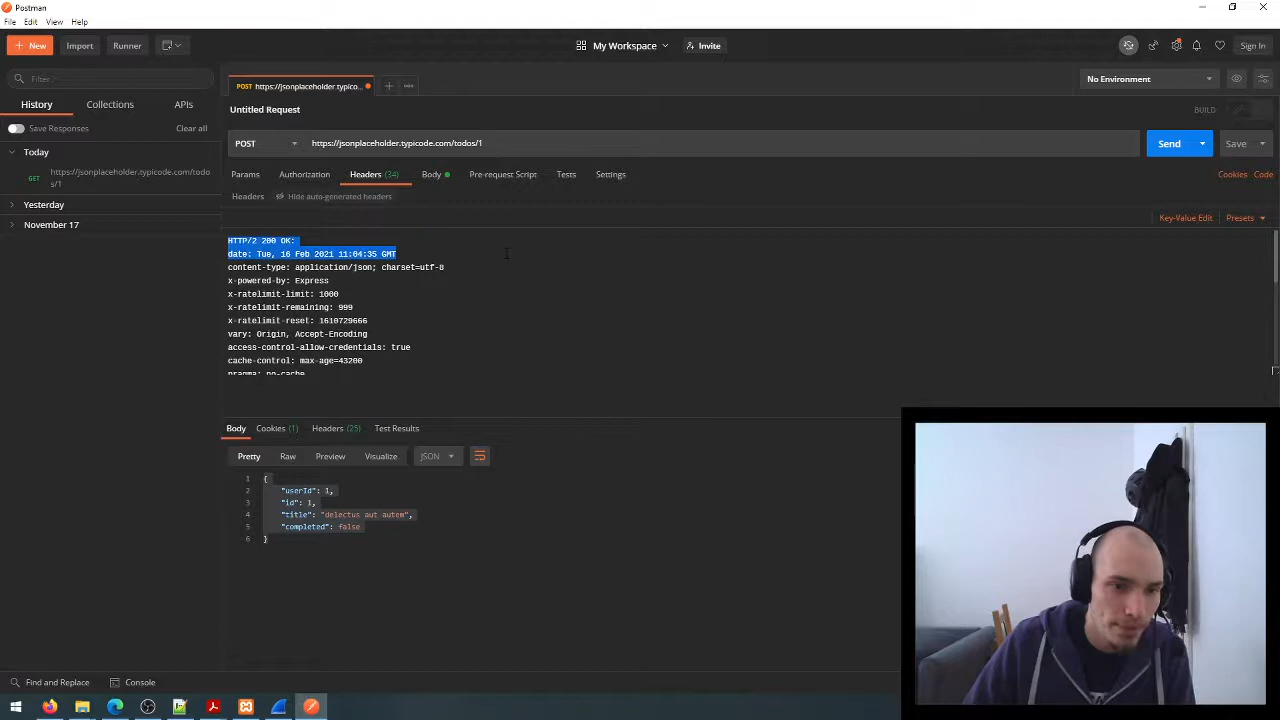 Postman
File Edit View Help
New Import Runner My Workspace Invite Sign In
Filter
POST https://jsonplaceholder.typico...
No Environment
History Collections APIs
Untitled Request
BUILD
Save Responses Clear all
Today
GET https://jsonplaceholder.typicode.com/todo
s/1
Yesterday
November 17
POST https://jsonplaceholder.typicode.com/todos/1 Send Save
Params Authorization Headers (34) Body Pre-request Script Tests Settings Cookies Code
Headers Hide auto-generated headers
Key-Value Edit Presets
HTTP/2 200 OK:
date: Tue, 16 Feb 2021 11:04:35 GMT
content-type: application/json; charset=utf-8
x-powered-by: Express
x-ratelimit-limit: 1000
x-ratelimit-remaining: 999
x-ratelimit-reset: 1610729666
vary: Origin, Accept-Encoding
access-control-allow-credentials: true
cache-control: max-age=43200
pragma: no-cache
Body Cookies (1) Headers (25) Test Results
Pretty Raw Preview Visualize JSON
1 {
2 "userId": 1,
3 "id": 1,
4 "title": "delectus aut autem",
5 "completed": false
6 }
Find and Replace Console